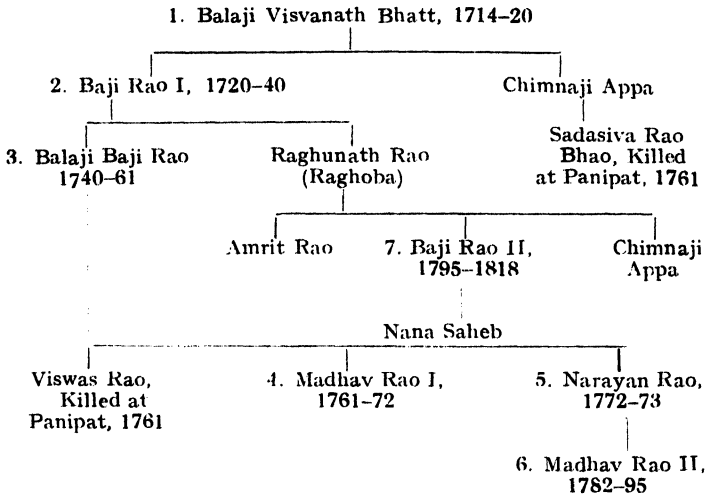 1. Balaji Visvanath Bhatt, 1714–20
2. Baji Rao I, 1720–40
Chimnaji Appa
3. Balaji Baji Rao
1740–61
Raghunath Rao
(Raghoba)
Sadasiva Rao
Bhao, Killed
at Panipat, 1761
Amrit Rao
7. Baji Rao II,
1795–1818
Chimnaji
Appa
Nana Saheb
Viswas Rao,
Killed at
Panipat, 1761
4. Madhav Rao I,
1761–72
5. Narayan Rao,
1772–73
6. Madhav Rao II,
1782–95